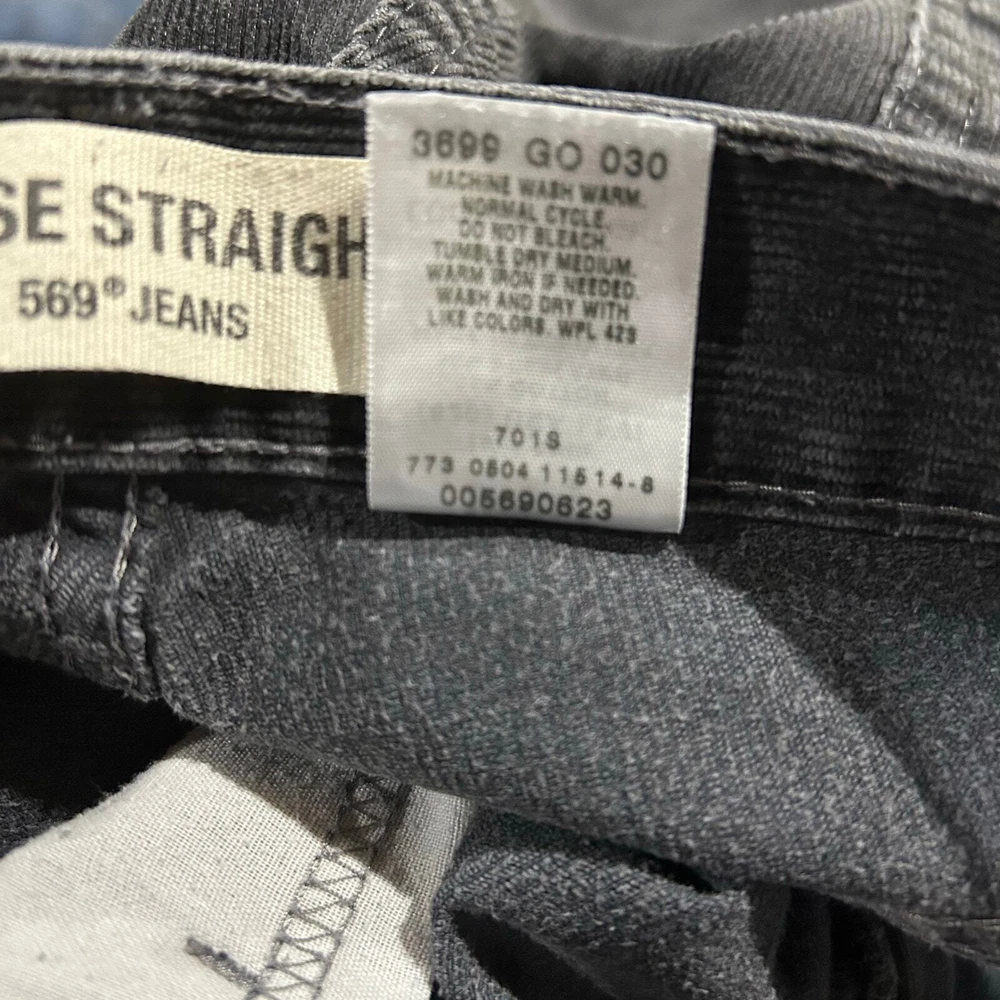 SE STRAIGH
569® JEANS
3699 GO 030
MACHINE WASH WARM.
NORMAL CYCLE.
DO NOT BLEACH.
TUMBLE DRY MEDIUM.
WARM IRON IF NEEDED.
WASH AND DRY WITH
LIKE COLORS. WPL 423
701S
773 0804 11514-8
005690623